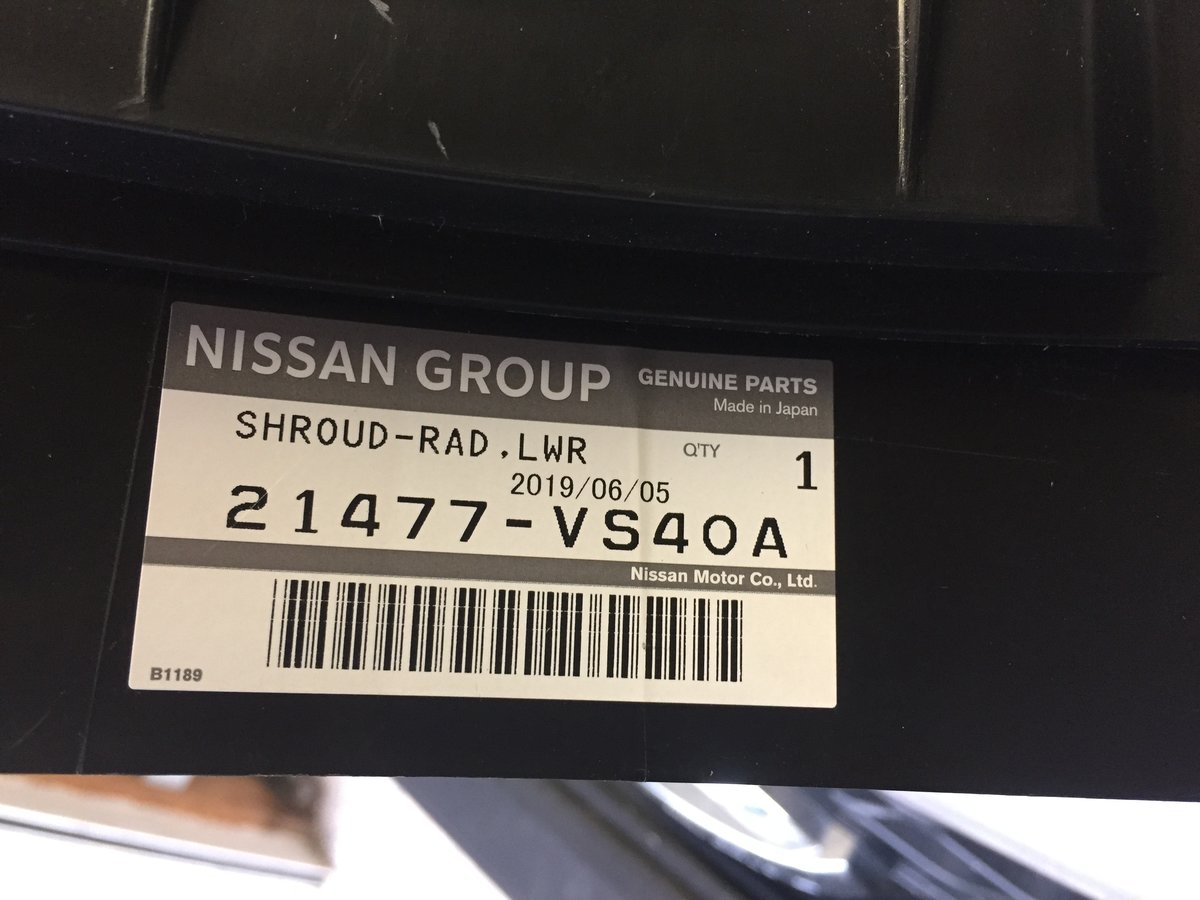 NISSAN GROUP GENUINE PARTS
Made in Japan
SHROUD-RAD,LWR Q'TY 1
2019/06/05
21477-VS40A
Nissan Motor Co., Ltd.
B1189